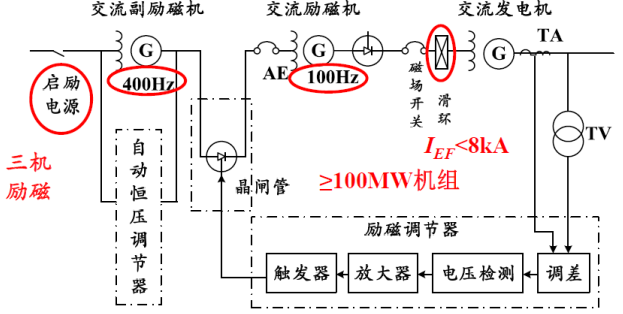 交流副励磁机
交流励磁机
交流发电机
G
G
G
TA
AE
启励
电源
400Hz
100Hz
磁场开关
滑环
TV
三机
励磁
I_EF<8kA
≥100MW机组
自动恒压调节器
晶闸管
励磁调节器
触发器
放大器
电压检测
调差